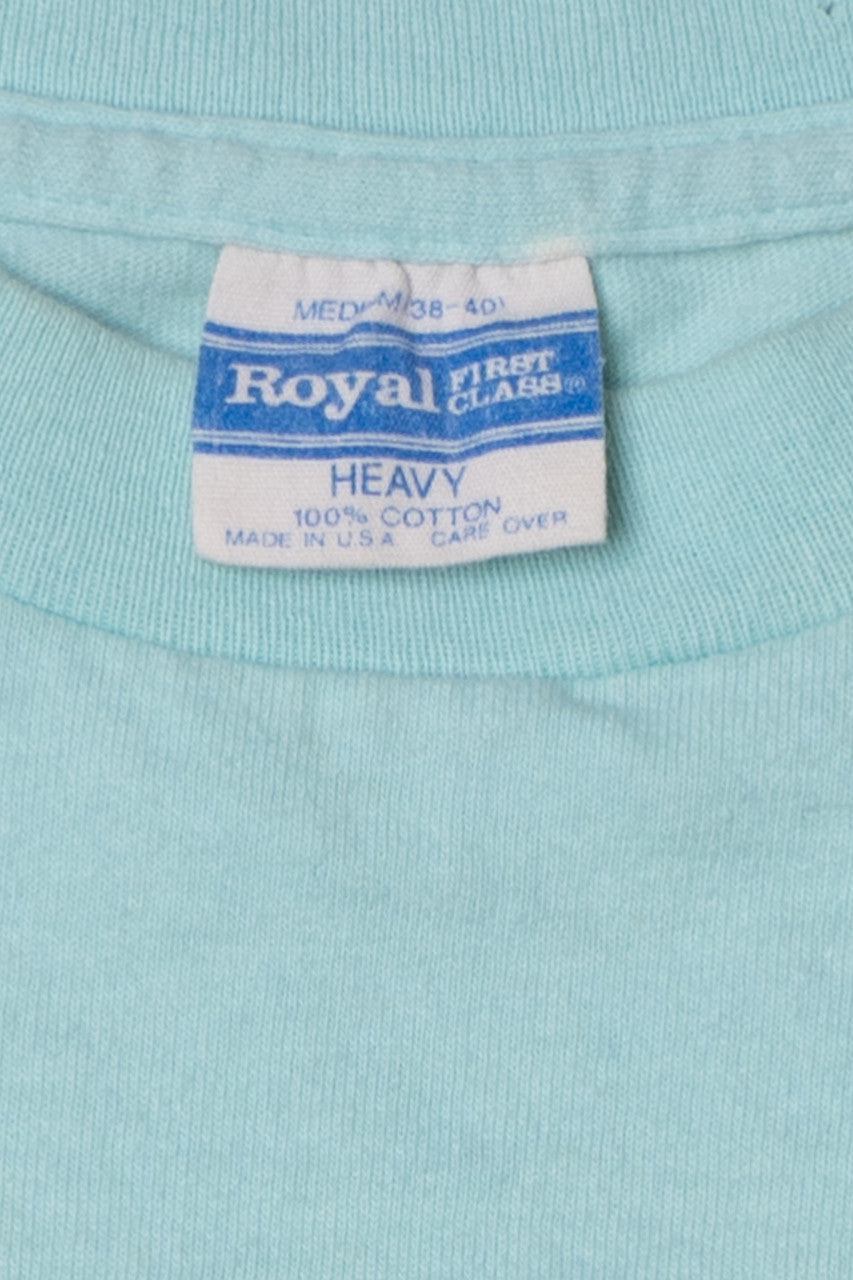 MEDIUM (38-40)
Royal FIRST CLASS®
HEAVY
100% COTTON
MADE IN U.S.A CARE OVER